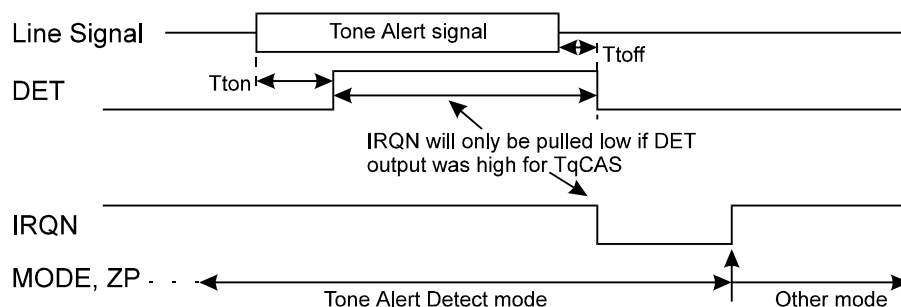 Line Signal
Tone Alert signal
Ttoff
Tton
DET
IRQN will only be pulled low if DET
output was high for TqCAS
IRQN
MODE, ZP
Tone Alert Detect mode
Other mode